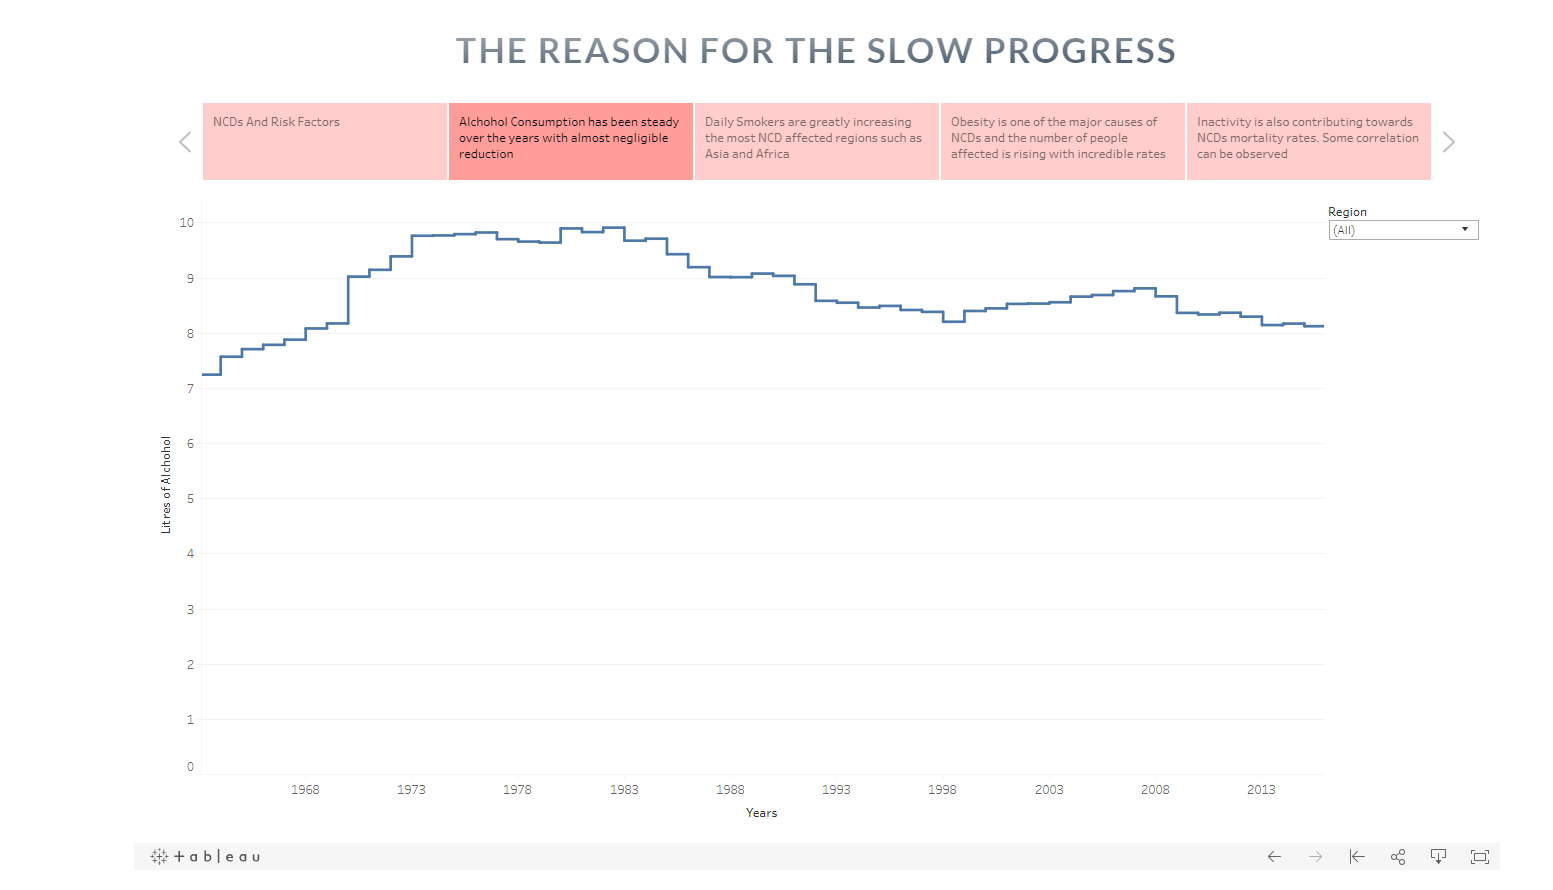 THE REASON FOR THE SLOW PROGRESS
NCDs And Risk Factors
Alchohol Consumption has been steady
over the years with almost negligible
reduction
Daily Smokers are greatly increasing
the most NCD affected regions such as
Asia and Africa
Obesity is one of the major causes of
NCDs and the number of people
affected is rising with incredible rates
Inactivity is also contributing towards
NCDs mortality rates. Some correlation
can be observed
Region
(All)
10
9
8
7
6
5
4
3
2
1
0
Litres of Alchohol
1968 1973 1978 1983 1988 1993 1998 2003 2008 2013
Years
+ableau